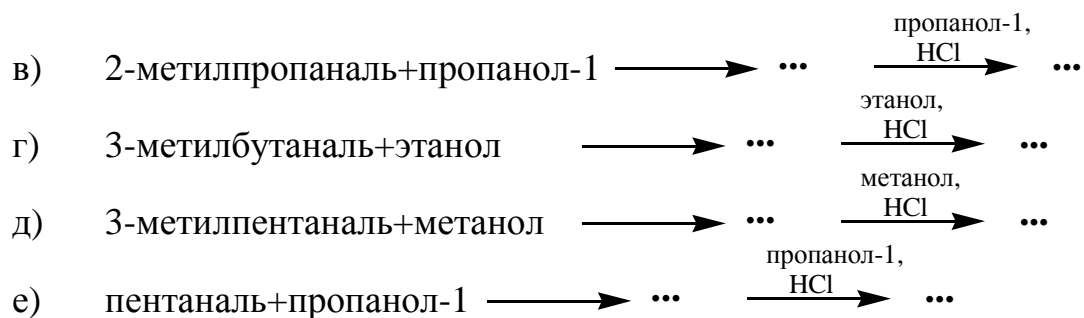 пропанол-1,
HCl
в) 2-метилпропаналь+пропанол-1 ... ...
этанол,
HCl
г) 3-метилбутаналь+этанол ... ...
метанол,
HCl
д) 3-метилпентаналь+метанол ... ...
пропанол-1,
HCl
е) пентаналь+пропанол-1 ... ...